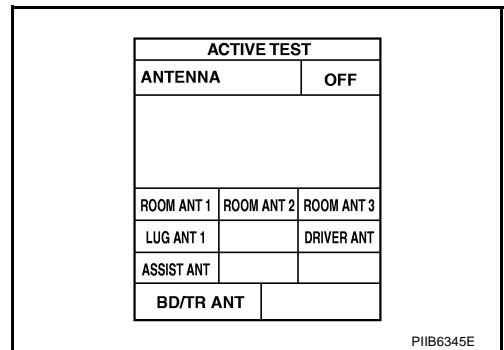 ACTIVE TEST
ANTENNA OFF
ROOM ANT 1 ROOM ANT 2 ROOM ANT 3
LUG ANT 1 DRIVER ANT
ASSIST ANT
BD/TR ANT
PIIB6345E